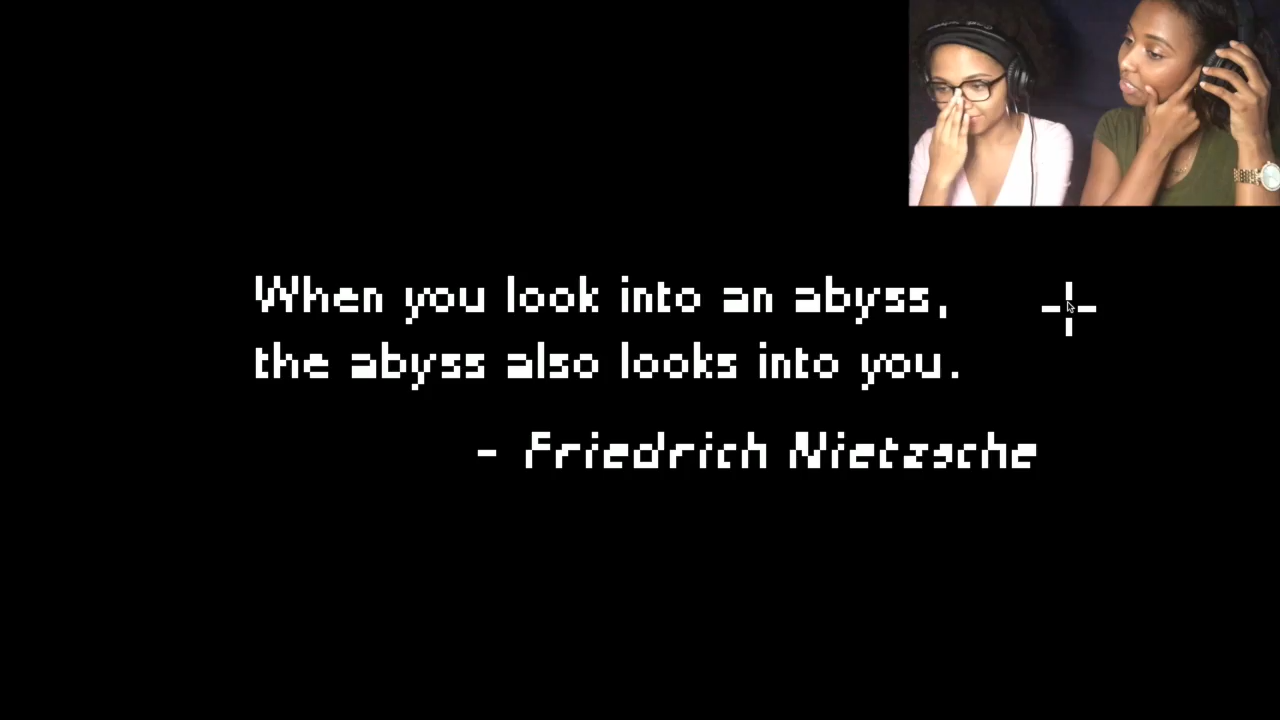 When you look into an abyss,
the abyss also looks into you.
- Friedrich Nietzsche